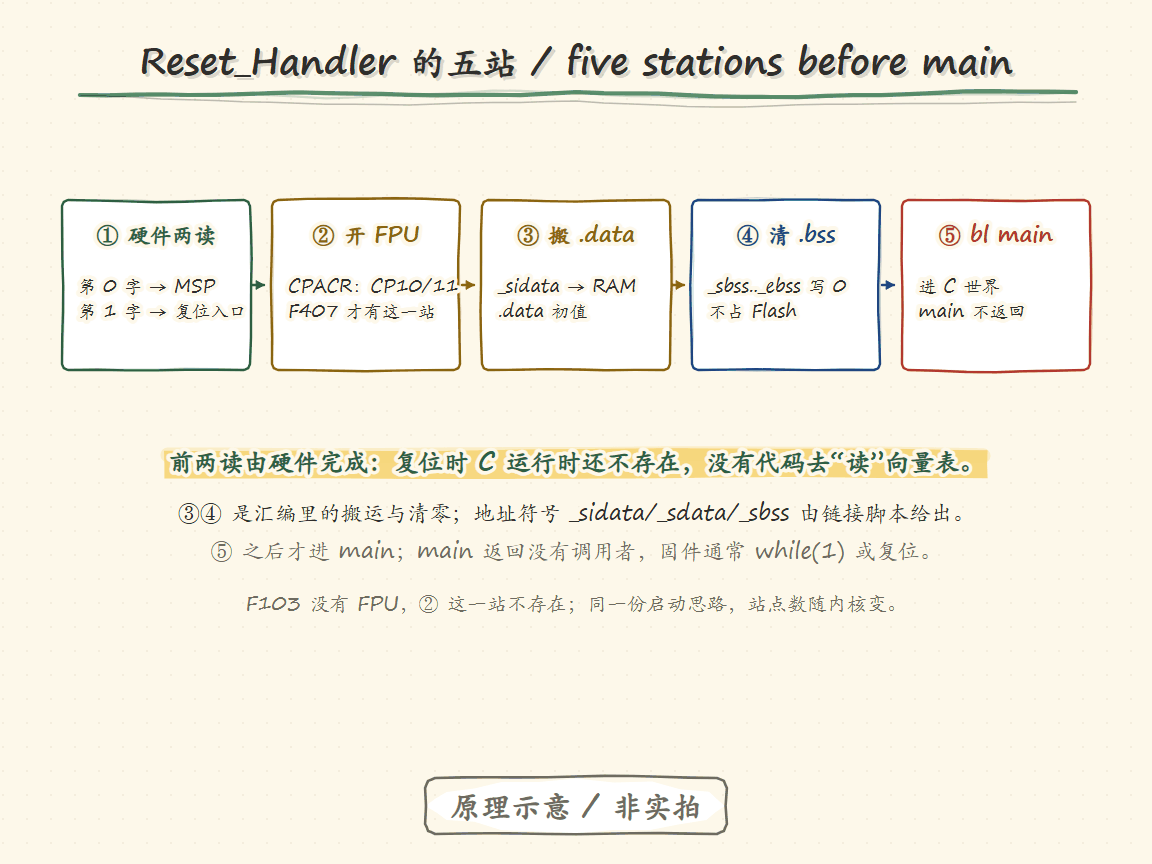 Reset_Handler 的五站 / five stations before main
① 硬件两读
第 0 字 → MSP
第 1 字 → 复位入口
② 开 FPU
CPACR: CP10/11
F407 才有这一站
③ 搬 .data
_sidata → RAM
.data 初值
④ 清 .bss
_sbss.._ebss 写 0
不占 Flash
⑤ bl main
进 C 世界
main 不返回
前两读由硬件完成：复位时 C 运行时还不存在，没有代码去“读”向量表。
③④ 是汇编里的搬运与清零；地址符号 _sidata/_sdata/_sbss 由链接脚本给出。
⑤ 之后才进 main；main 返回没有调用者，固件通常 while(1) 或复位。
F103 没有 FPU，② 这一站不存在；同一份启动思路，站点数随内核变。
原理示意 / 非实拍